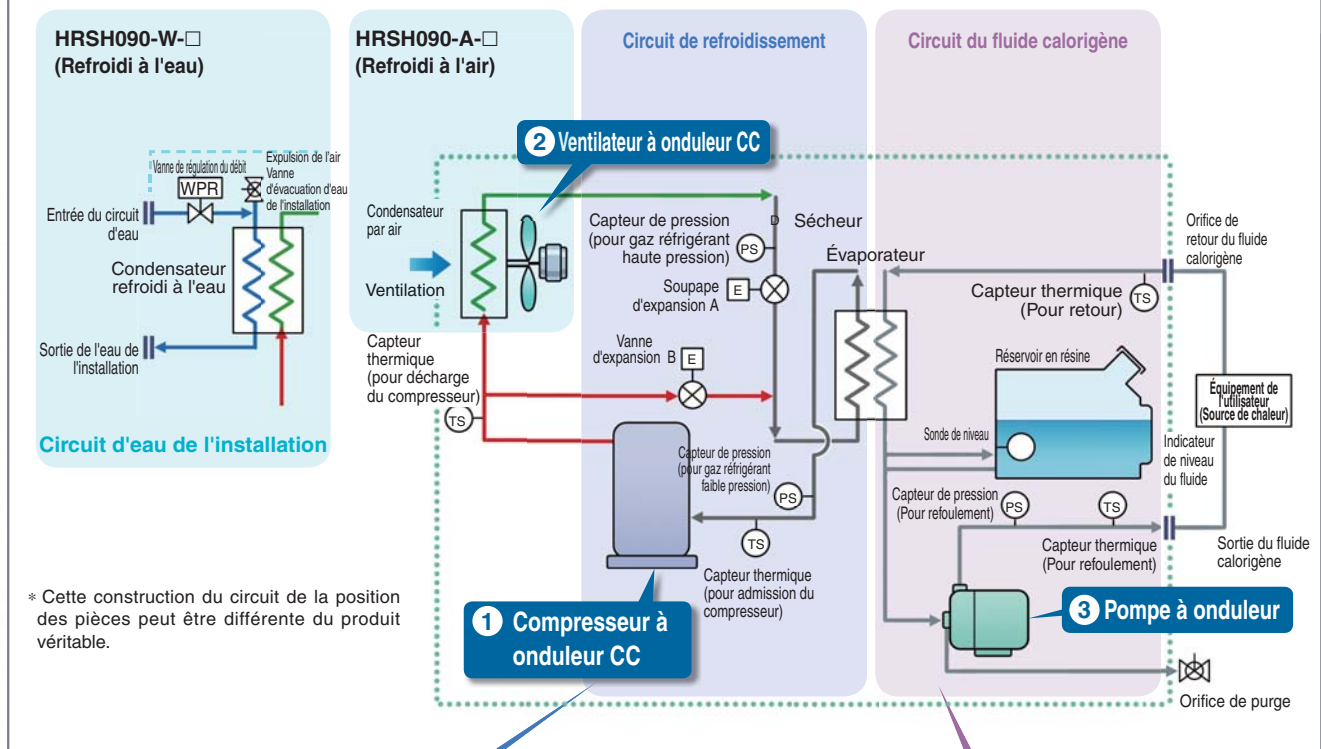 HRSH090-W-□
(Refroidi à l'eau)
Vanne de régulation du débit
WPR
Expulsion de l'air
Vanne
d'évacuation d'eau
de l'installation
Entrée du circuit
d'eau
Condensateur
refroidi à l'eau
Sortie de l'eau de
l'installation
Circuit d'eau de l'installation
HRSH090-A-□
(Refroidi à l'air)
Condensateur
par air
Ventilation
Capteur
thermique
(pour décharge
du compresseur)
TS
Circuit de refroidissement
2 Ventilateur à onduleur CC
Capteur de pression
(pour gaz réfrigérant
haute pression)
PS
D
Sécheur
Évaporateur
Soupape
d'expansion A
E
Vanne
d'expansion B
E
Capteur de pression
(pour gaz réfrigérant
faible pression)
PS
TS
Capteur thermique
(pour admission du
compresseur)
1 Compresseur à
onduleur CC
Circuit du fluide calorigène
Capteur thermique
(Pour retour)
TS
Réservoir en résine
Sonde de niveau
Capteur de pression
(Pour refoulement)
PS
TS
Capteur thermique
(Pour refoulement)
3 Pompe à onduleur
Orifice de
retour du fluide
calorigène
Équipement de
l'utilisateur
(Source de chaleur)
Indicateur
de niveau
du fluide
Sortie du fluide
calorigène
Orifice de purge
* Cette construction du circuit de la position
des pièces peut être différente du produit
véritable.